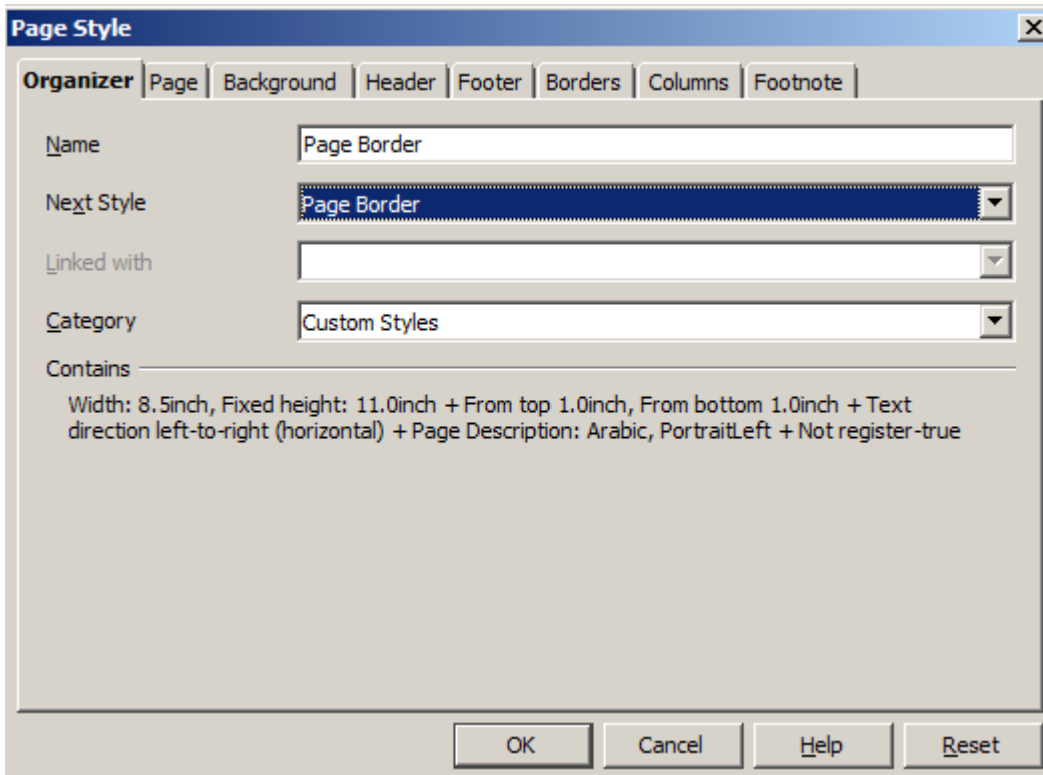 Page Style
Organizer Page Background Header Footer Borders Columns Footnote
Name Page Border
Next Style Page Border
Linked with
Category Custom Styles
Contains
Width: 8.5inch, Fixed height: 11.0inch + From top 1.0inch, From bottom 1.0inch + Text
direction left-to-right (horizontal) + Page Description: Arabic, PortraitLeft + Not register-true
OK Cancel Help Reset